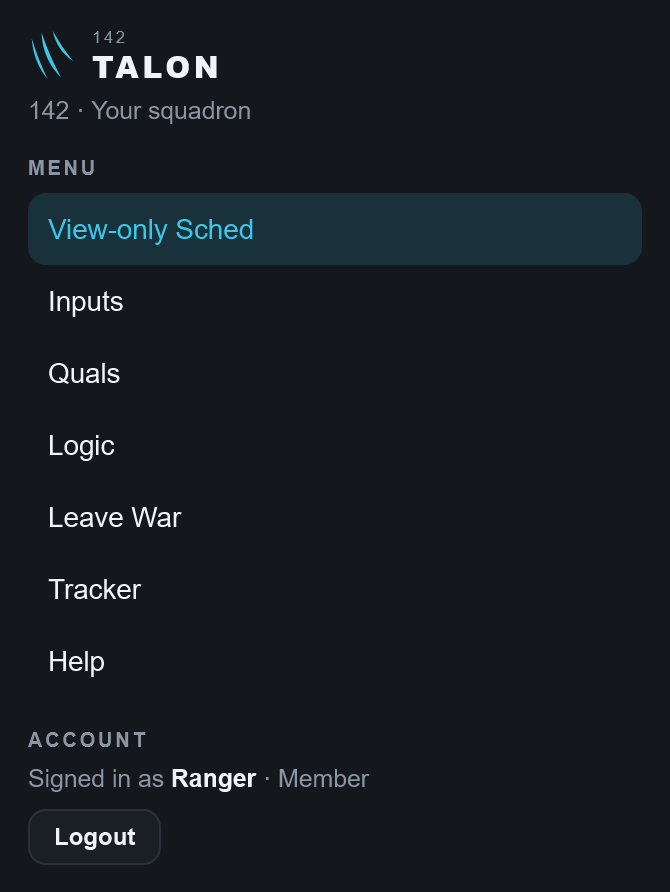 142
TALON
142 · Your squadron
MENU
View-only Sched
Inputs
Quals
Logic
Leave War
Tracker
Help
ACCOUNT
Signed in as Ranger · Member
Logout